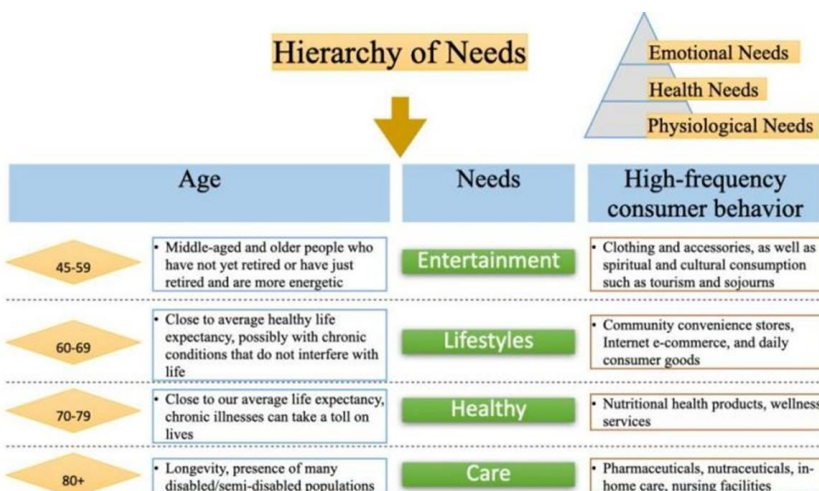 Hierarchy of Needs
Emotional Needs
Health Needs
Physiological Needs
Age
Needs
High-frequency
consumer behavior
45-59
• Middle-aged and older people who
have not yet retired or have just
retired and are more energetic
Entertainment
• Clothing and accessories, as well as
spiritual and cultural consumption
such as tourism and sojourns
60-69
• Close to average healthy life
expectancy, possibly with chronic
conditions that do not interfere with
life
Lifestyles
• Community convenience stores,
Internet e-commerce, and daily
consumer goods
70-79
• Close to our average life expectancy,
chronic illnesses can take a toll on
lives
Healthy
• Nutritional health products, wellness
services
80+
• Longevity, presence of many
disabled/semi-disabled populations
Care
• Pharmaceuticals, nutraceuticals, in-
home care, nursing facilities